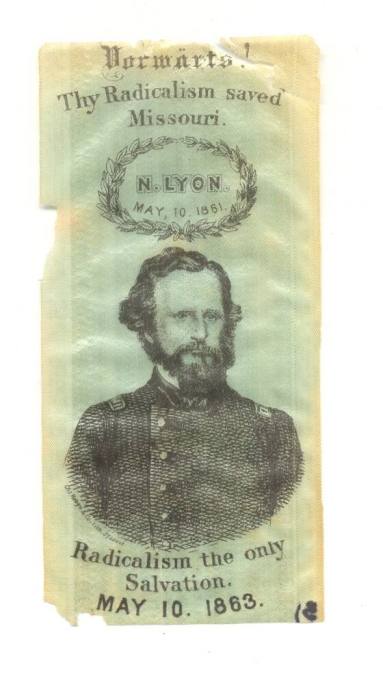 Vorwärts!
Thy Radicalism saved
Missouri.
N. LYON.
MAY, 10. 1861.
Radicalism the only
Salvation.
MAY 10. 1863.